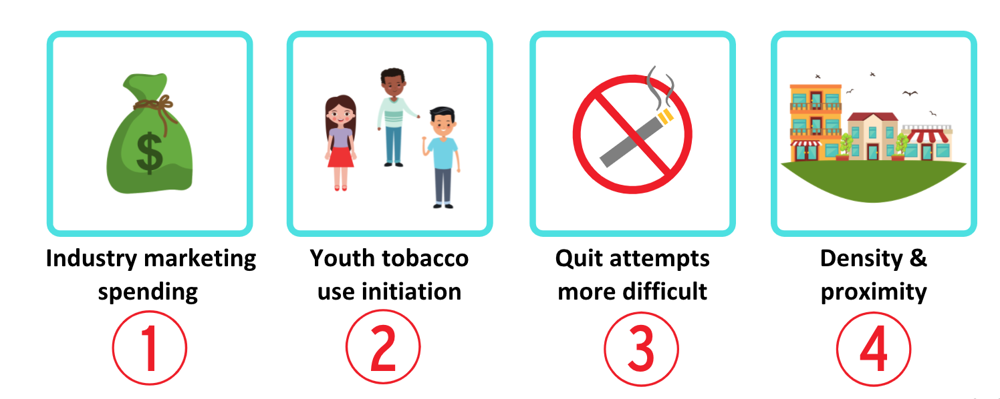 $
Industry marketing
spending
1
Youth tobacco
use initiation
2
Quit attempts
more difficult
3
Density &
proximity
4